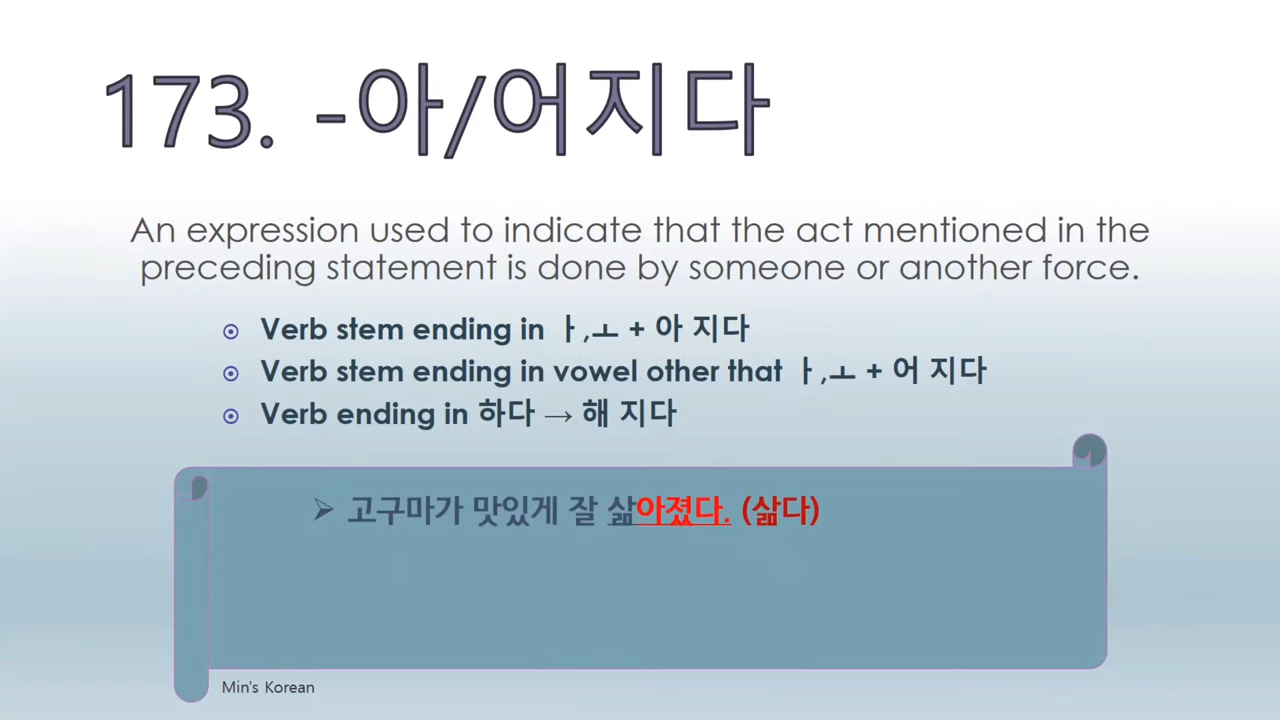 173. -아/어지다
An expression used to indicate that the act mentioned in the
preceding statement is done by someone or another force.
Verb stem ending in ㅏ,ㅗ + 아 지다
Verb stem ending in vowel other that ㅏ,ㅗ + 어 지다
Verb ending in 하다 → 해 지다
고구마가 맛있게 잘 삶아졌다. (삶다)
Min's Korean